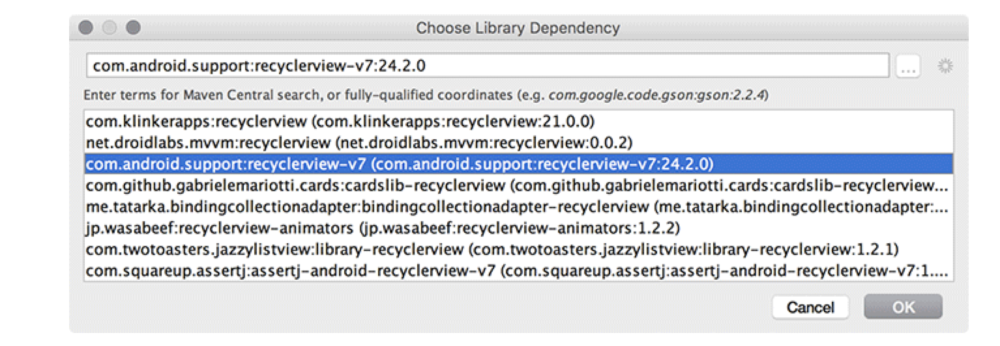 Choose Library Dependency
com.android.support:recyclerview-v7:24.2.0
...
Enter terms for Maven Central search, or fully-qualified coordinates (e.g. com.google.code.gson:gson:2.2.4)
com.klinkerapps:recyclerview (com.klinkerapps:recyclerview:21.0.0)
net.droidlabs.mvvm:recyclerview (net.droidlabs.mvvm:recyclerview:0.0.2)
com.android.support:recyclerview-v7 (com.android.support:recyclerview-v7:24.2.0)
com.github.gabrielemariotti.cards:cardslib-recyclerview (com.github.gabrielemariotti.cards:cardslib-recyclerview...
me.tatarka.bindingcollectionadapter:bindingcollectionadapter-recyclerview (me.tatarka.bindingcollectionadapter:...
jp.wasabeef:recyclerview-animators (jp.wasabeef:recyclerview-animators:1.2.2)
com.twotoasters.jazzylistview:library-recyclerview (com.twotoasters.jazzylistview:library-recyclerview:1.2.1)
com.squareup.assertj:assertj-android-recyclerview-v7 (com.squareup.assertj:assertj-android-recyclerview-v7:1....
Cancel OK